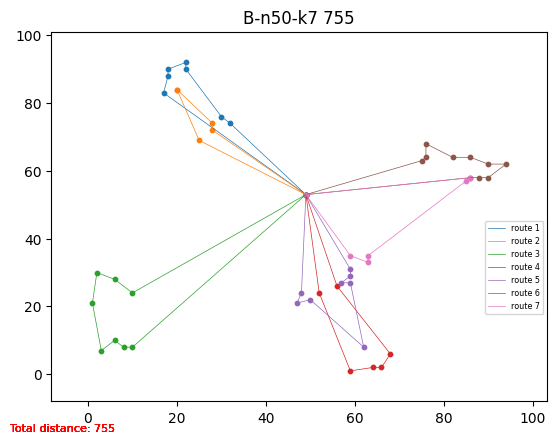 B-n50-k7 755
100
80
60
40
20
0
route 1
route 2
route 3
route 4
route 5
route 6
route 7
0 20 40 60 80 100
Total distance: 755